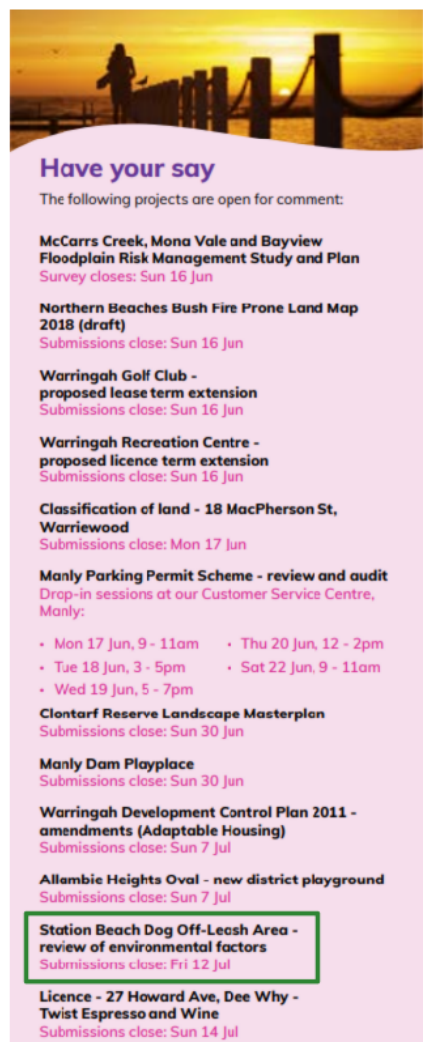 Have your say
The following projects are open for comment:
McCarrs Creek, Mona Vale and Bayview
Floodplain Risk Management Study and Plan
Survey closes: Sun 16 Jun
Northern Beaches Bush Fire Prone Land Map
2018 (draft)
Submissions close: Sun 16 Jun
Warringah Golf Club -
proposed lease term extension
Submissions close: Sun 16 Jun
Warringah Recreation Centre -
proposed licence term extension
Submissions close: Sun 16 Jun
Classification of land - 18 MacPherson St,
Warriewood
Submissions close: Mon 17 Jun
Manly Parking Permit Scheme - review and audit
Drop-in sessions at our Customer Service Centre,
Manly:
• Mon 17 Jun, 9 - 11am • Thu 20 Jun, 12 - 2pm
• Tue 18 Jun, 3 - 5pm • Sat 22 Jun, 9 - 11am
• Wed 19 Jun, 5 - 7pm
Clontarf Reserve Landscape Masterplan
Submissions close: Sun 30 Jun
Manly Dam Playplace
Submissions close: Sun 30 Jun
Warringah Development Control Plan 2011 -
amendments (Adaptable Housing)
Submissions close: Sun 7 Jul
Allambie Heights Oval - new district playground
Submissions close: Sun 7 Jul
Station Beach Dog Off-Leash Area -
review of environmental factors
Submissions close: Fri 12 Jul
Licence - 27 Howard Ave, Dee Why -
Twist Espresso and Wine
Submissions close: Sun 14 Jul